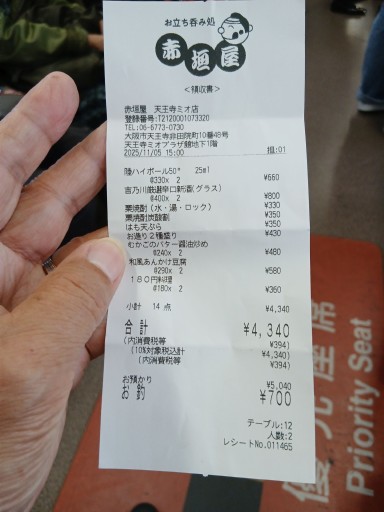 お立ち呑み処
赤垣屋
<領収書>
赤垣屋 天王寺ミオ店
登録番号:T2120001073320
TEL:06-6773-0730
大阪市天王寺区悲田院町10番48号
天王寺ミオプラザ館地下1階
2025/11/05 15:00 担:01
陸ハイボール50° 25ml
@330x 2 ¥660
吉乃川厳選辛口新酒(グラス)
@400x 2 ¥800
栗焼酎(水・湯・ロック) ¥330
栗焼酎炭酸割 ¥350
はも天ぷら ¥350
お造り2種盛り ¥430
むかごのバター醤油炒め
@240x 2 ¥480
和風あんかけ豆腐
@290x 2 ¥580
180円料理
@180x 2 ¥360
小計 14 点 ¥4,340
合計 ¥4,340
(内消費税等 ¥394)
(10%対象税込計 ¥4,340)
(内消費税等 ¥394)
お預かり ¥5,040
お釣 ¥700
テーブル:12
人数:2
レシートNo.011465
優先座席
Priority Seat